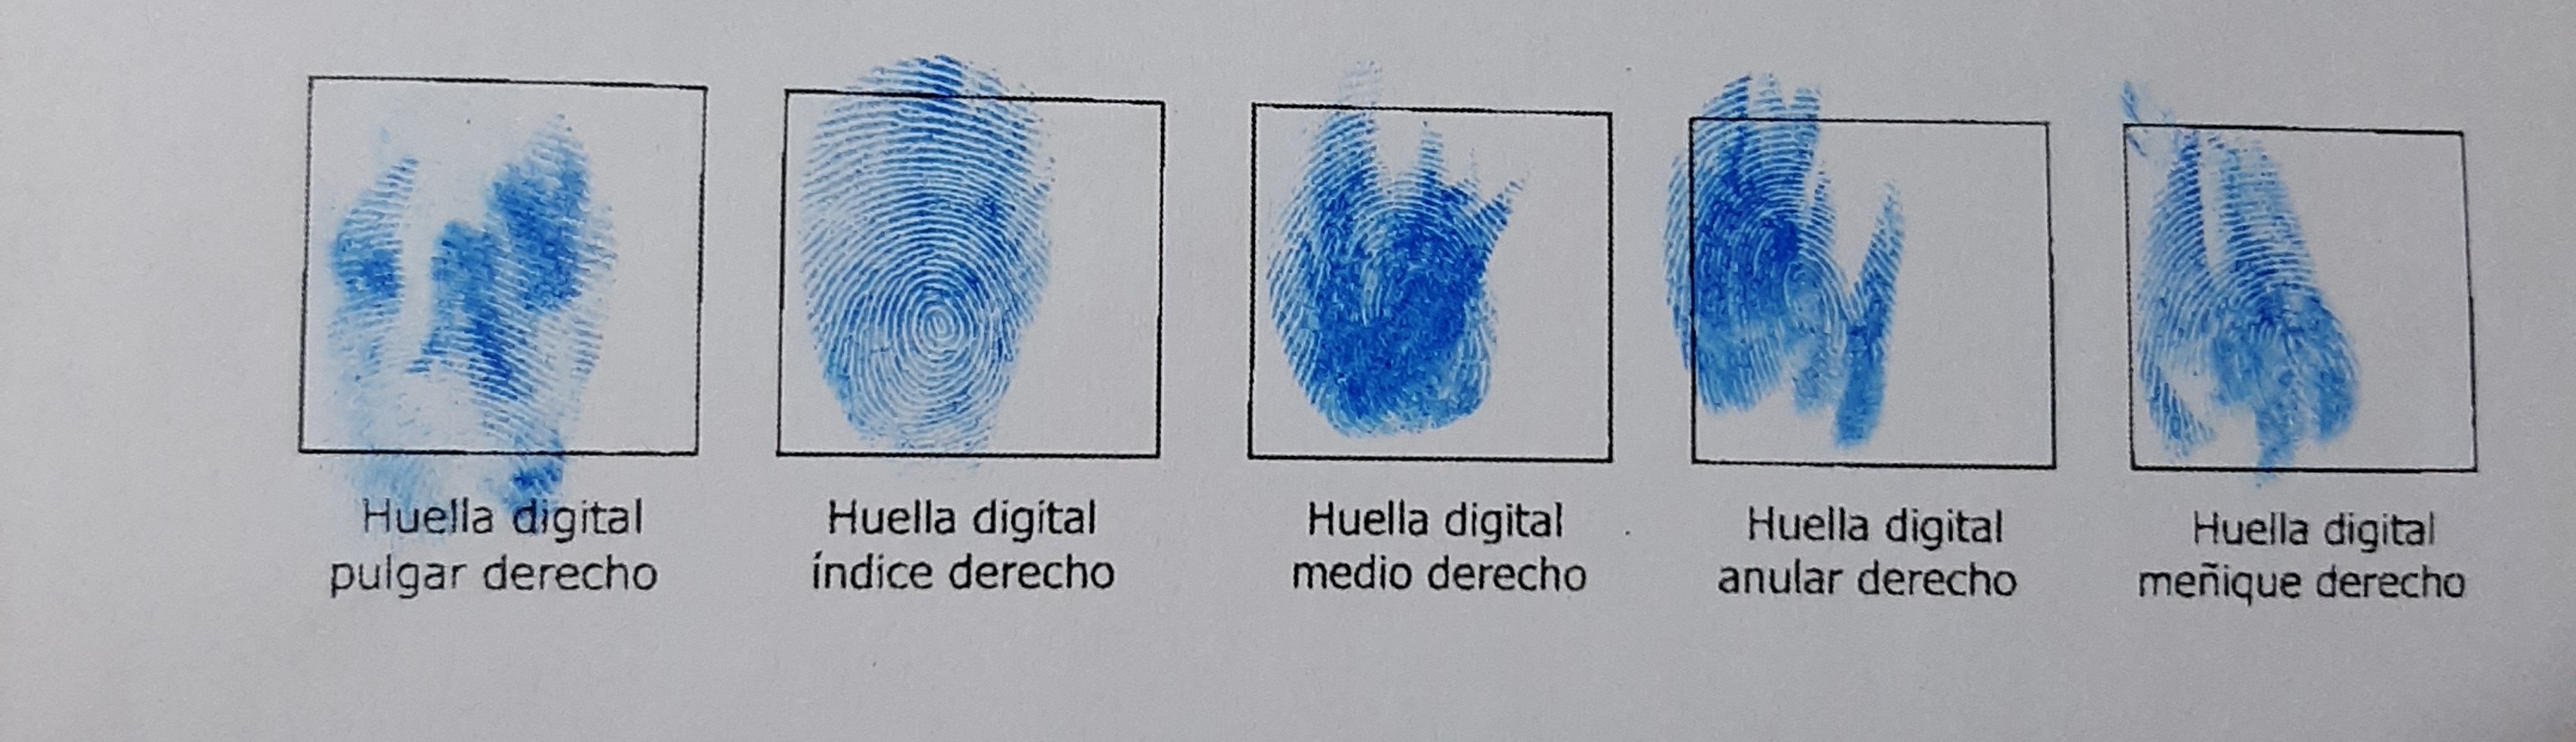 Huella digital
pulgar derecho
Huella digital
índice derecho
Huella digital
medio derecho
Huella digital
anular derecho
Huella digital
meñique derecho